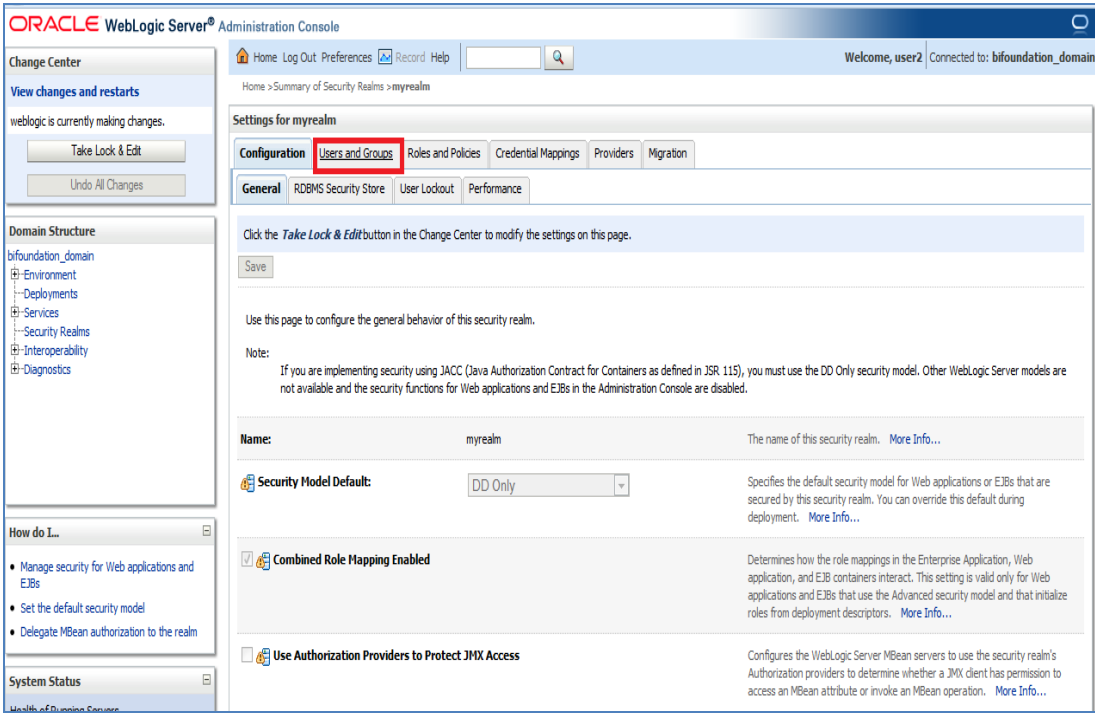 ORACLE WebLogic Server® Administration Console
Change Center
View changes and restarts
weblogic is currently making changes.
Take Lock & Edit
Undo All Changes
Domain Structure
bifoundation_domain
Environment
Deployments
Services
Security Realms
Interoperability
Diagnostics
How do I...
Manage security for Web applications and
EJBs
Set the default security model
Delegate MBean authorization to the realm
System Status
Health of Running Servers
Home Log Out Preferences Record Help
Welcome, user2 Connected to: bifoundation_domain
Home >Summary of Security Realms >myrealm
Settings for myrealm
Configuration Users and Groups Roles and Policies Credential Mappings Providers Migration
General RDBMS Security Store User Lockout Performance
Click the Take Lock & Edit button in the Change Center to modify the settings on this page.
Save
Use this page to configure the general behavior of this security realm.
Note:
If you are implementing security using JACC (Java Authorization Contract for Containers as defined in JSR 115), you must use the DD Only security model. Other WebLogic Server models are
not available and the security functions for Web applications and EJBs in the Administration Console are disabled.
Name: myrealm The name of this security realm. More Info...
Security Model Default: DD Only Specifies the default security model for Web applications or EJBs that are
secured by this security realm. You can override this default during
deployment. More Info...
Combined Role Mapping Enabled Determines how the role mappings in the Enterprise Application, Web
application, and EJB containers interact. This setting is valid only for Web
applications and EJBs that use the Advanced security model and that initialize
roles from deployment descriptors. More Info...
Use Authorization Providers to Protect JMX Access Configures the WebLogic Server MBean servers to use the security realm's
Authorization providers to determine whether a JMX client has permission to
access an MBean attribute or invoke an MBean operation. More Info...